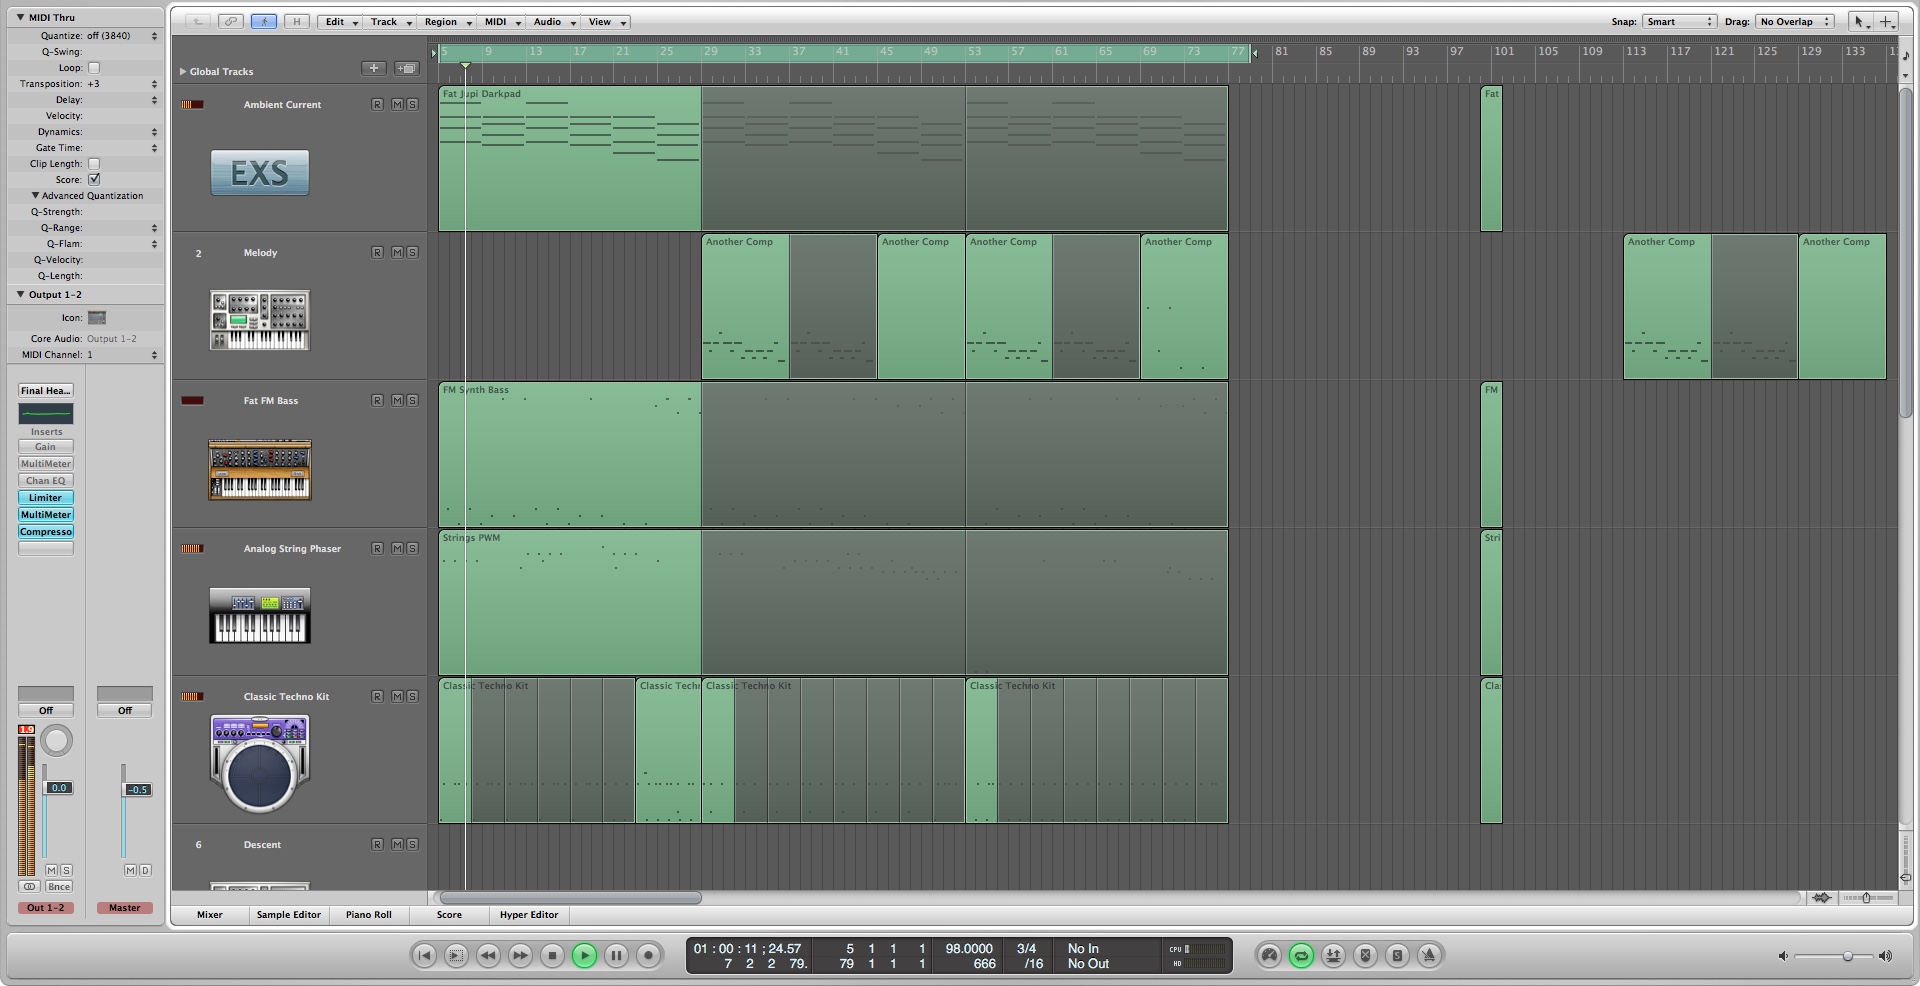 MIDI Thru
Quantize: off (3840)
Q-Swing:
Loop:
Transposition: +3
Delay:
Velocity:
Dynamics:
Gate Time:
Clip Length:
Score:
Advanced Quantization
Q-Strength:
Q-Range:
Q-Flam:
Q-Velocity:
Q-Length:
Output 1-2
Icon:
Core Audio: Output 1-2
MIDI Channel: 1
Final Hea...
Inserts
Gain
MultiMeter
Chan EQ
Limiter
MultiMeter
Compresso
Off
Off
1.9
0.0
-0.5
M S
M D
Bnce
Out 1-2
Master
H
Edit
Track
Region
MIDI
Audio
View
Snap: Smart
Drag: No Overlap
5 9 13 17 21 25 29 33 37 41 45 49 53 57 61 65 69 73 77 81 85 89 93 97 101 105 109 113 117 121 125 129 133
Global Tracks
Ambient Current
R M S
EXS
Fat Jupi Darkpad
Fat
2 Melody
R M S
Another Comp
Another Comp
Another Comp
Another Comp
Another Comp
Another Comp
Fat FM Bass
R M S
FM Synth Bass
FM
Analog String Phaser
R M S
Strings PWM
Stri
Classic Techno Kit
R M S
Classic Techno Kit
Classic Techn
Classic Techno Kit
Classic Techno Kit
Clas
6 Descent
R M S
Mixer
Sample Editor
Piano Roll
Score
Hyper Editor
01 : 00 : 11 ; 24.57
7 2 2 79.
5 1 1 1
79 1 1 1
98.0000
666
3/4
/16
No In
No Out
CPU
HD
S